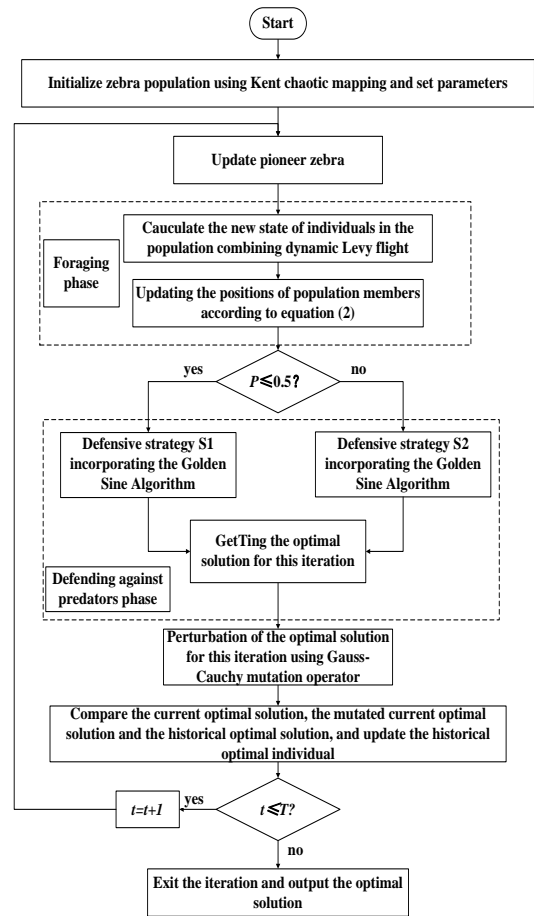 Start
Initialize zebra population using Kent chaotic mapping and set parameters
Update pioneer zebra
Cauculate the new state of individuals in the
population combining dynamic Levy flight
Foraging
phase
Updating the positions of population members
according to equation (2)
yes
P≤0.5?
no
Defensive strategy S1
incorporating the Golden
Sine Algorithm
Defensive strategy S2
incorporating the Golden
Sine Algorithm
GetTing the optimal
solution for this iteration
Defending against
predators phase
Perturbation of the optimal solution
for this iteration using Gauss-
Cauchy mutation operator
Compare the current optimal solution, the mutated current optimal
solution and the historical optimal solution, and update the historical
optimal individual
t=t+1
yes
t≤T?
no
Exit the iteration and output the optimal
solution